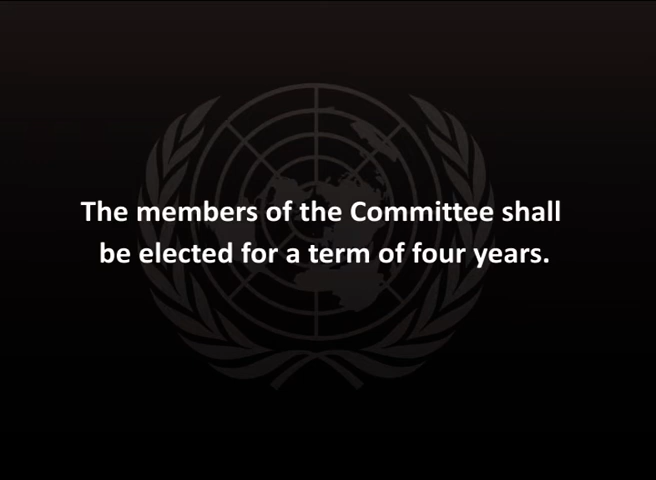 The members of the Committee shall
be elected for a term of four years.